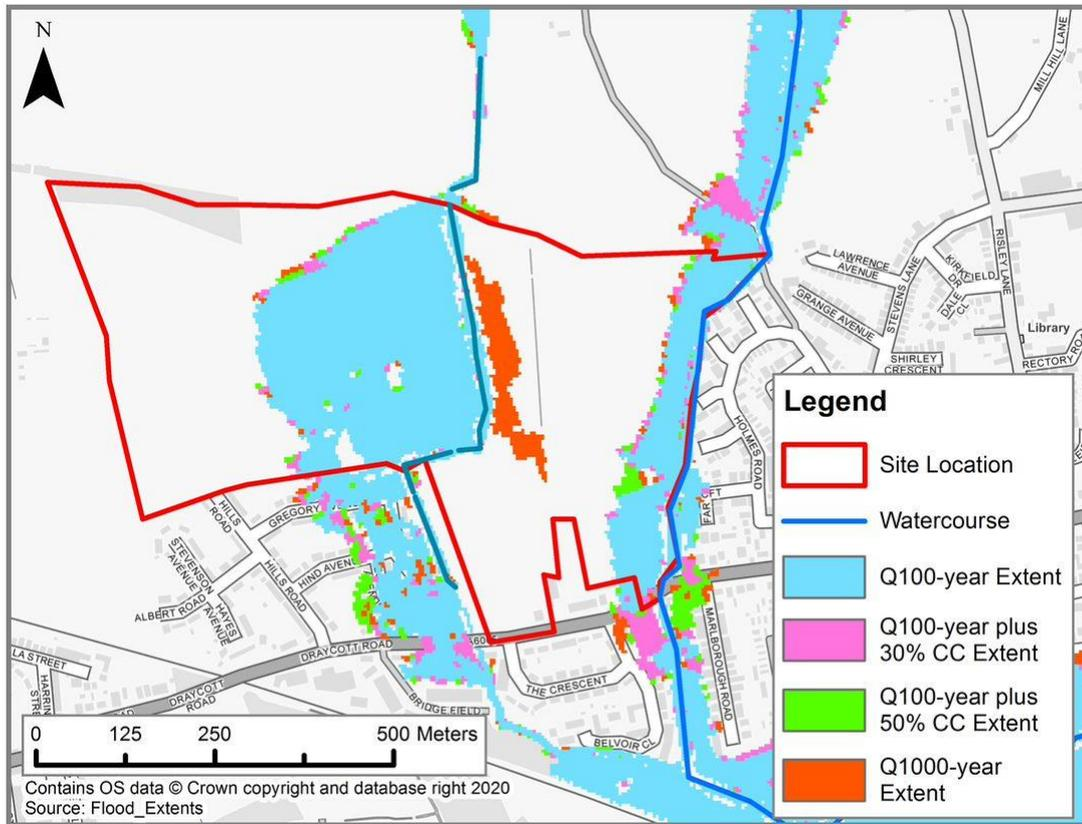 N
MILL HILL LANE
RISLEY LANE
LAWRENCE
AVENUE
STEVENS LANE
KIRKFIELD
DR
DALE
CL
GRANGE AVENUE
Library
SHIRLEY
CRESCENT
RECTORY
HOLMES ROAD
HILLS
ROAD
GREGORY
STEVENSON
AVENUE
HIND AVENUE
HILLS ROAD
ALBERT ROAD
HAYES
AVENUE
DRAYCOTT ROAD
MARLBOROUGH ROAD
LA STREET
DRAYCOTT
ROAD
THE CRESCENT
BRIDGE FIELD
BELVOIR CL
Legend
Site Location
Watercourse
Q100-year Extent
Q100-year plus
30% CC Extent
Q100-year plus
50% CC Extent
Q1000-year
Extent
0 125 250 500 Meters
Contains OS data © Crown copyright and database right 2020
Source: Flood_Extents